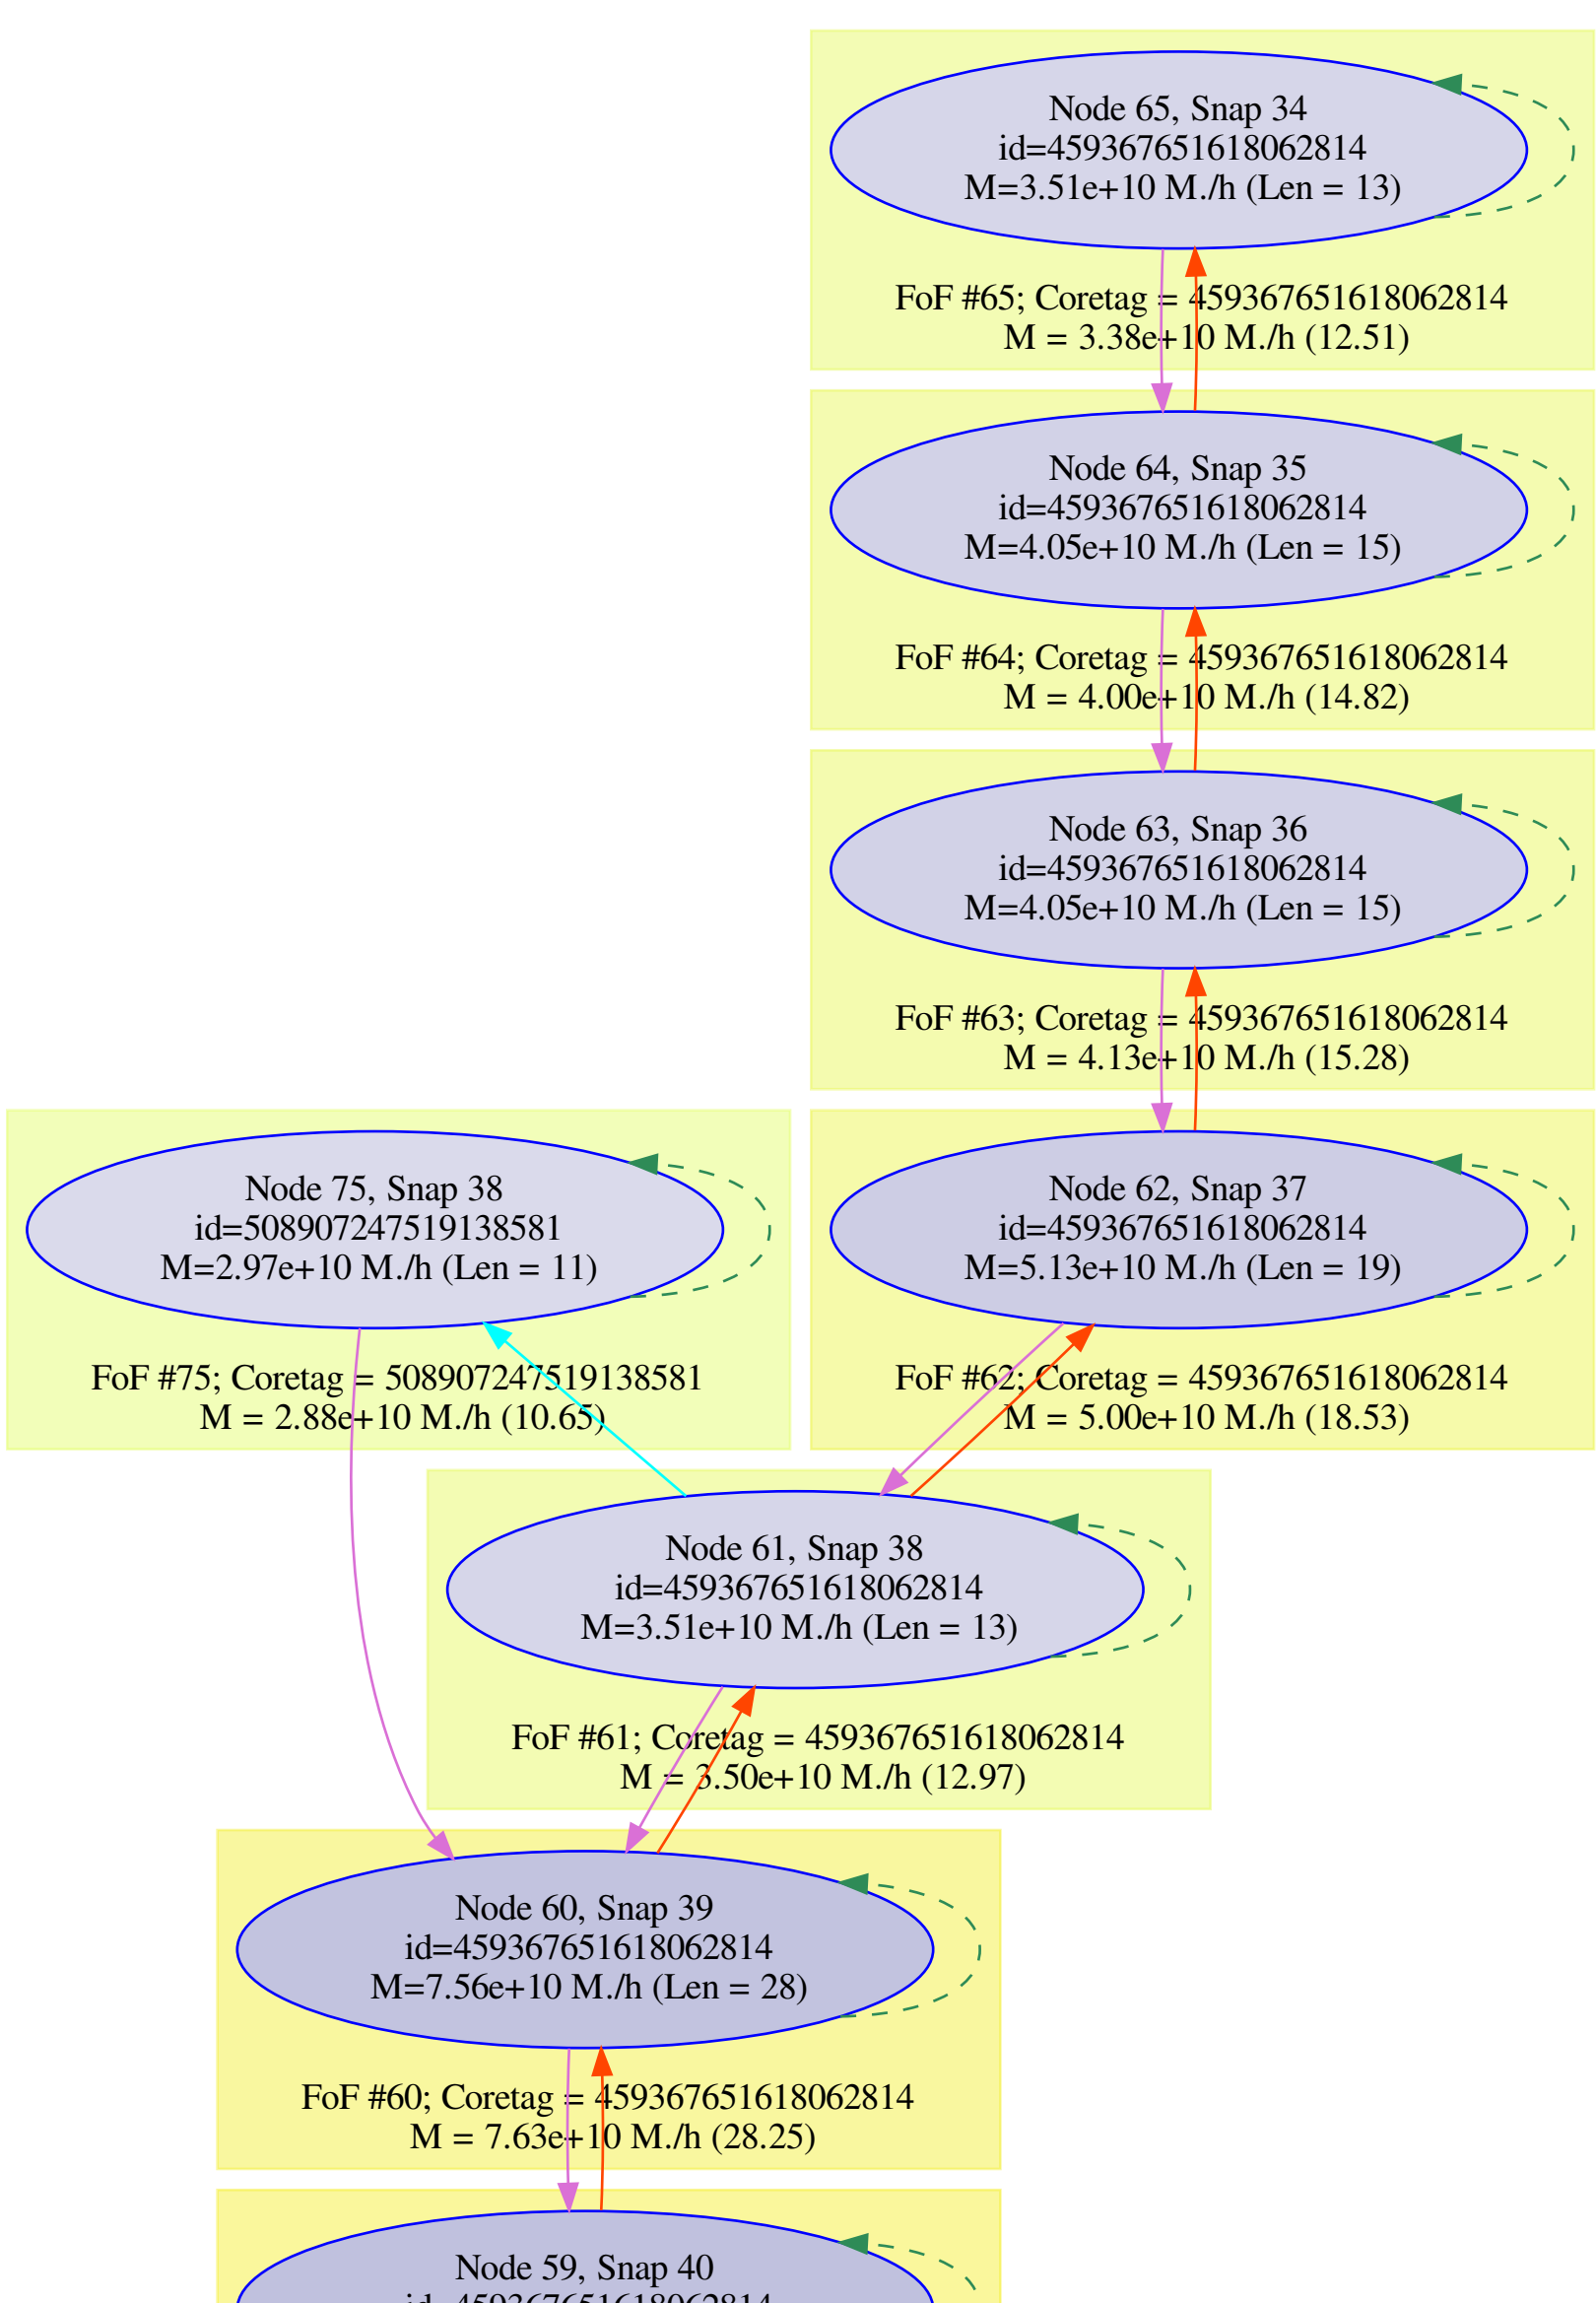 Node 65, Snap 34
id=459367651618062814
M=3.51e+10 M./h (Len = 13)
FoF #65; Coretag = 459367651618062814
M = 3.38e+10 M./h (12.51)
Node 64, Snap 35
id=459367651618062814
M=4.05e+10 M./h (Len = 15)
FoF #64; Coretag = 459367651618062814
M = 4.00e+10 M./h (14.82)
Node 63, Snap 36
id=459367651618062814
M=4.05e+10 M./h (Len = 15)
FoF #63; Coretag = 459367651618062814
M = 4.13e+10 M./h (15.28)
Node 75, Snap 38
id=508907247519138581
M=2.97e+10 M./h (Len = 11)
FoF #75; Coretag = 508907247519138581
M = 2.88e+10 M./h (10.65)
Node 62, Snap 37
id=459367651618062814
M=5.13e+10 M./h (Len = 19)
FoF #62; Coretag = 459367651618062814
M = 5.00e+10 M./h (18.53)
Node 61, Snap 38
id=459367651618062814
M=3.51e+10 M./h (Len = 13)
FoF #61; Coretag = 459367651618062814
M = 3.50e+10 M./h (12.97)
Node 60, Snap 39
id=459367651618062814
M=7.56e+10 M./h (Len = 28)
FoF #60; Coretag = 459367651618062814
M = 7.63e+10 M./h (28.25)
Node 59, Snap 40